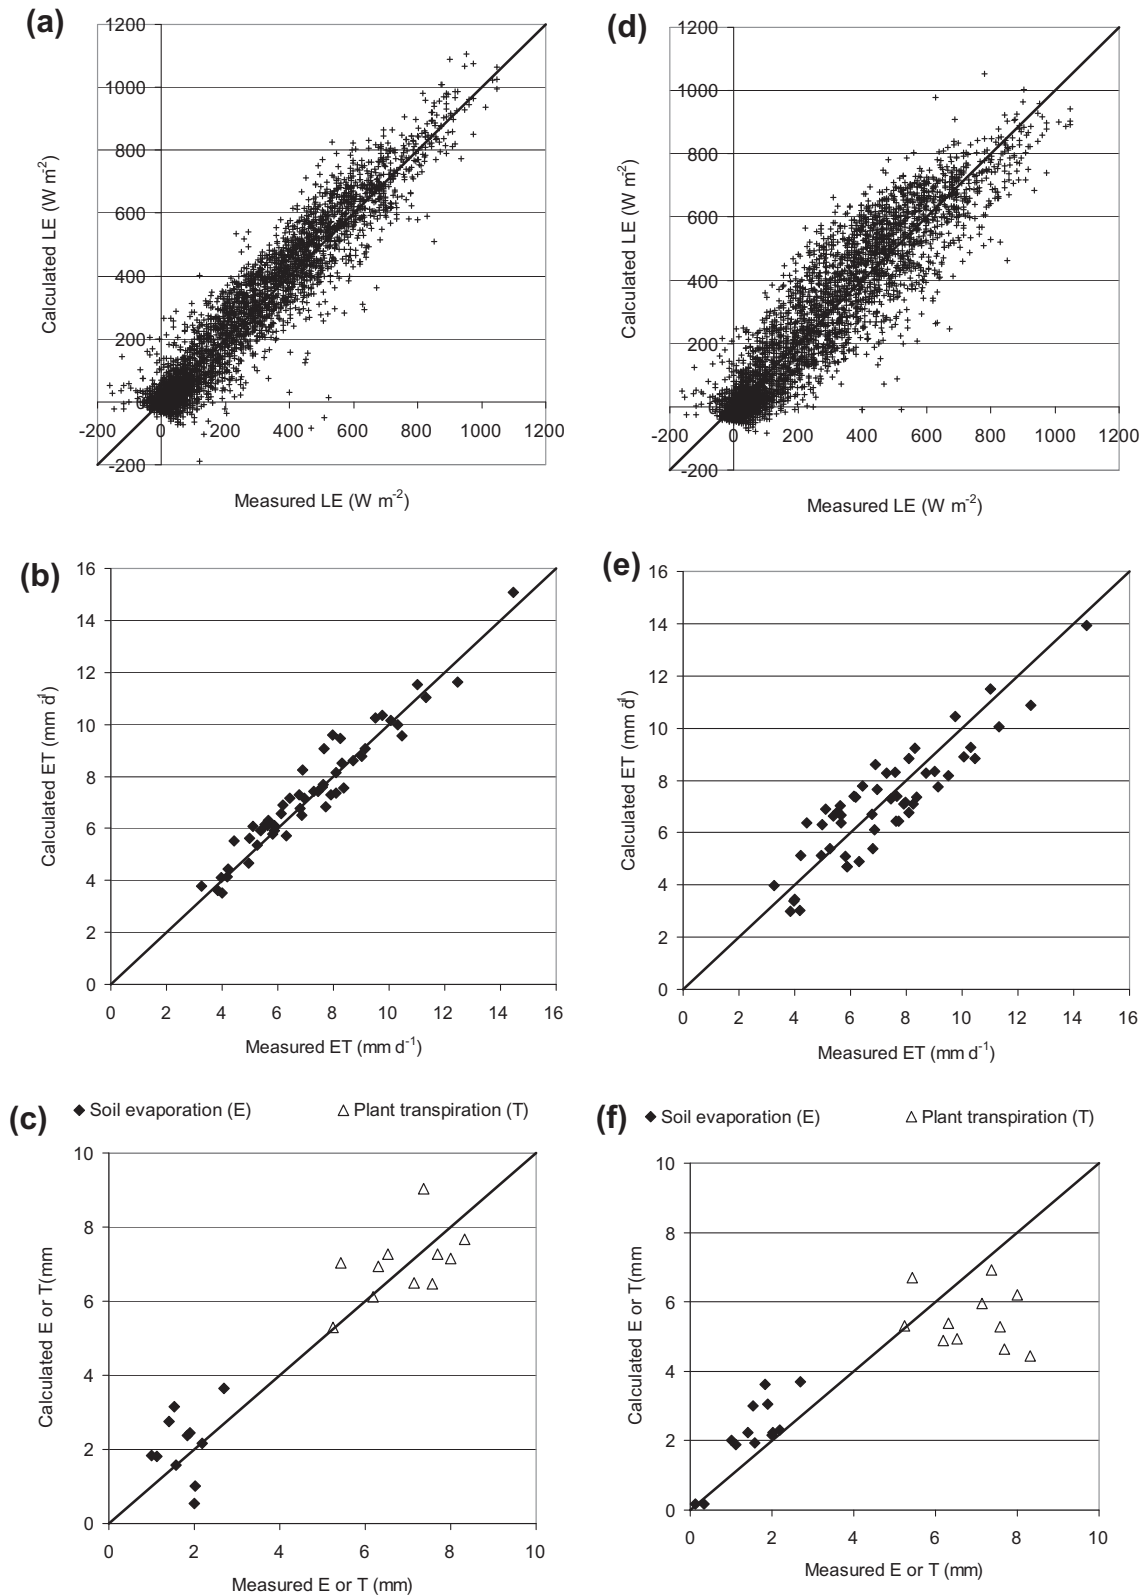 (a)
1200
1000
800
600
400
200
0
-200
-200 0 200 400 600 800 1000 1200
Calculated LE (W m²)
Measured LE (W m-2)
(d)
1200
1000
800
600
400
200
0
-200
-200 0 200 400 600 800 1000 1200
Calculated LE (W m²)
Measured LE (W m-2)
(b)
16
14
12
10
8
6
4
2
0
0 2 4 6 8 10 12 14 16
Calculated ET (mm d¹)
Measured ET (mm d-1)
(e)
16
14
12
10
8
6
4
2
0
0 2 4 6 8 10 12 14 16
Calculated ET (mm d¹)
Measured ET (mm d-1)
(c)
Soil evaporation (E) Plant transpiration (T)
10
8
6
4
2
0
0 2 4 6 8 10
Calculated E or T(mm
Measured E or T (mm)
(f)
Soil evaporation (E) Plant transpiration (T)
10
8
6
4
2
0
0 2 4 6 8 10
Calculated E or T(mm
Measured E or T (mm)